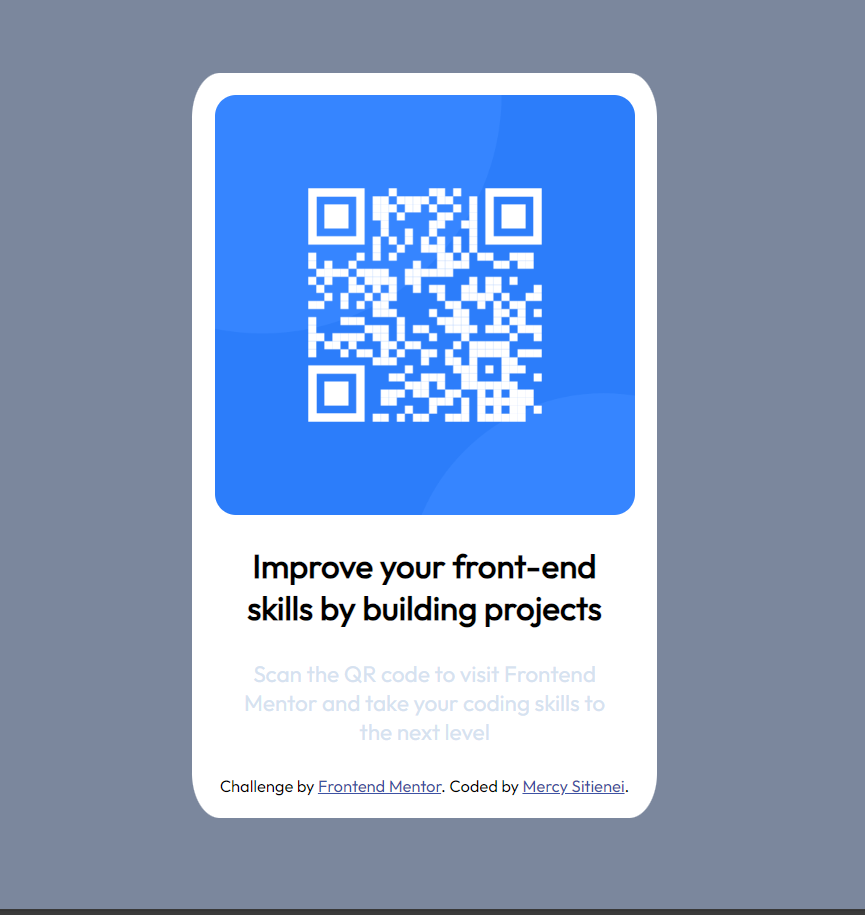 Improve your front-end
skills by building projects
Scan the QR code to visit Frontend
Mentor and take your coding skills to
the next level
Challenge by Frontend Mentor. Coded by Mercy Sitienei.